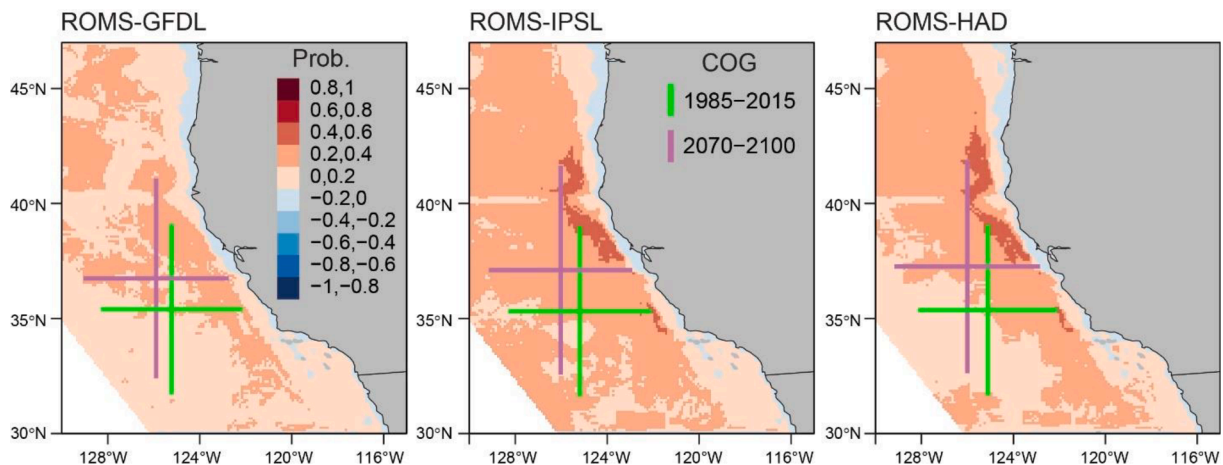 ROMS-GFDL
ROMS-IPSL
ROMS-HAD
Prob.
0.8,1
0.6,0.8
0.4,0.6
0.2,0.4
0,0.2
−0.2,0
−0.4,−0.2
−0.6,−0.4
−0.8,−0.6
−1,−0.8
COG
1985−2015
2070−2100
45°N
40°N
35°N
30°N
128°W 124°W 120°W 116°W
45°N
40°N
35°N
30°N
128°W 124°W 120°W 116°W
45°N
40°N
35°N
30°N
128°W 124°W 120°W 116°W